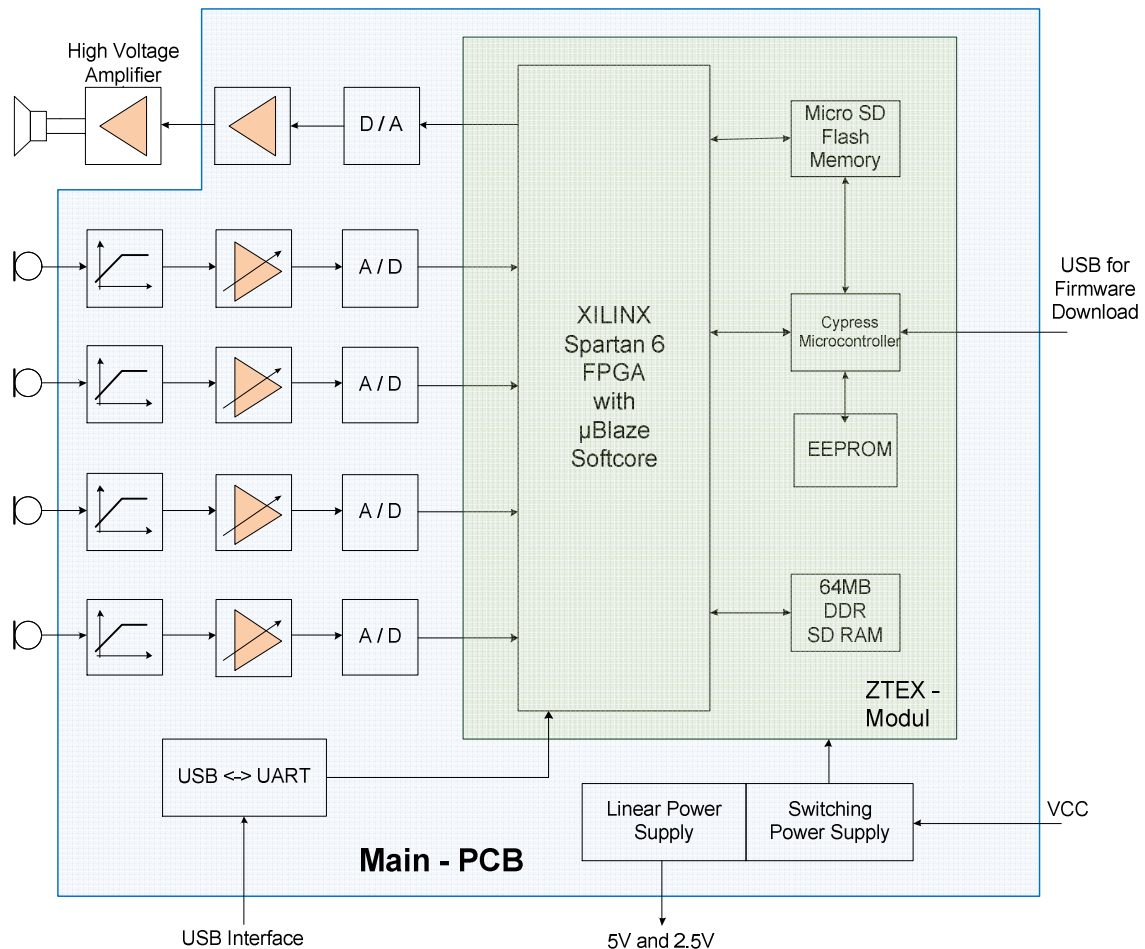 High Voltage
Amplifier
D / A
Micro SD
Flash
Memory
A / D
USB for
Firmware
Download
XILINX
Spartan 6
FPGA
with
µBlaze
Softcore
Cypress
Microcontroller
A / D
EEPROM
A / D
64MB
DDR
SD RAM
A / D
ZTEX -
Modul
USB <-> UART
Linear Power
Supply
Switching
Power Supply
VCC
Main - PCB
USB Interface
5V and 2.5V